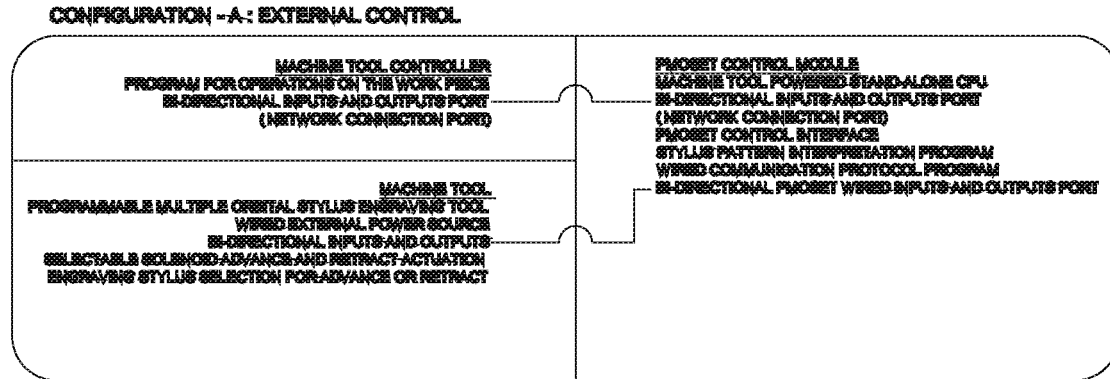 CONFIGURATION - A : EXTERNAL CONTROL
MACHINE TOOL CONTROLLER
PROGRAM FOR OPERATIONS ON THE WORK PIECE
BI-DIRECTIONAL INPUTS AND OUTPUTS PORT
(NETWORK CONNECTION PORT)
MACHINE TOOL
PROGRAMMABLE MULTIPLE ORBITAL STYLUS ENGRAVING TOOL
WIRED EXTERNAL POWER SOURCE
BI-DIRECTIONAL INPUTS AND OUTPUTS
SELECTABLE SOLENOID ADVANCE AND RETRACT ACTUATION
ENGRAVING STYLUS SELECTION FOR ADVANCE OR RETRACT
PMOSET CONTROL MODULE
MACHINE TOOL POWERED STAND-ALONE CPU
BI-DIRECTIONAL INPUTS AND OUTPUTS PORT
(NETWORK CONNECTION PORT)
PMOSET CONTROL INTERFACE
STYLUS PATTERN INTERPRETATION PROGRAM
WIRED COMMUNICATION PROTOCOL PROGRAM
BI-DIRECTIONAL PMOSET WIRED INPUTS AND OUTPUTS PORT